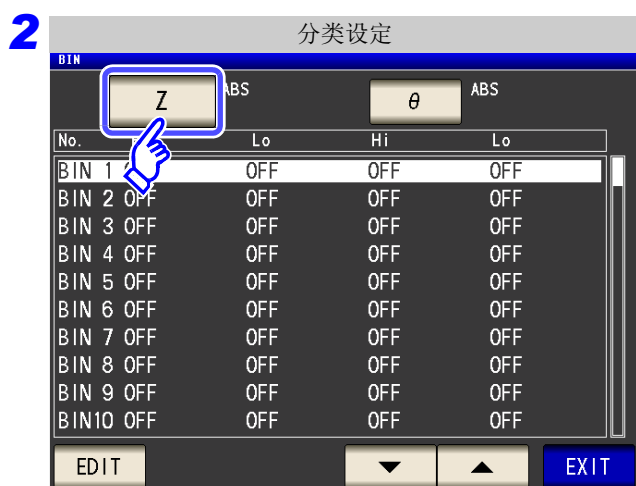 2
分类设定
BIN
Z ABS θ ABS
No. Lo Hi Lo
BIN 1 OFF OFF OFF
BIN 2 OFF OFF OFF OFF
BIN 3 OFF OFF OFF OFF
BIN 4 OFF OFF OFF OFF
BIN 5 OFF OFF OFF OFF
BIN 6 OFF OFF OFF OFF
BIN 7 OFF OFF OFF OFF
BIN 8 OFF OFF OFF OFF
BIN 9 OFF OFF OFF OFF
BIN10 OFF OFF OFF OFF
EDIT ▼ ▲ EXIT